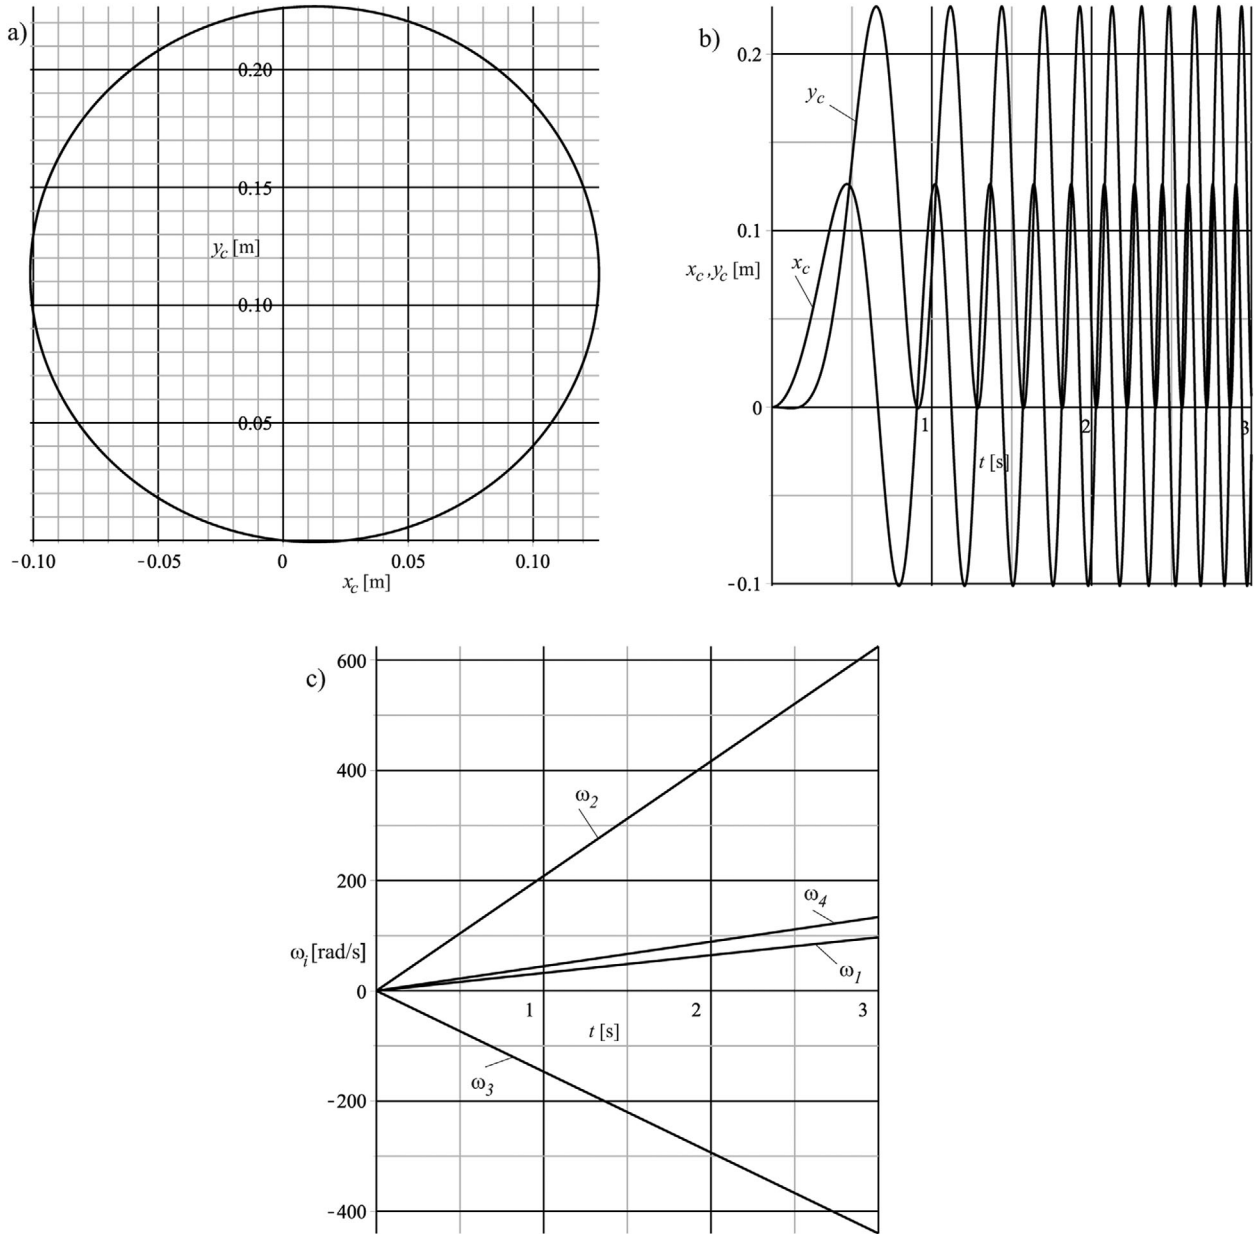 a)
0.20
0.15
y_c [m]
0.10
0.05
-0.10 -0.05 0 0.05 0.10
x_c [m]
b)
0.2
y_c
0.1
x_c
x_c ,y_c [m]
0
1 2 3
t [s]
-0.1
c)
600
400
ω_2
200
ω_4
ω_i [rad/s]
ω_1
0
1 2 3
t [s]
ω_3
-200
-400